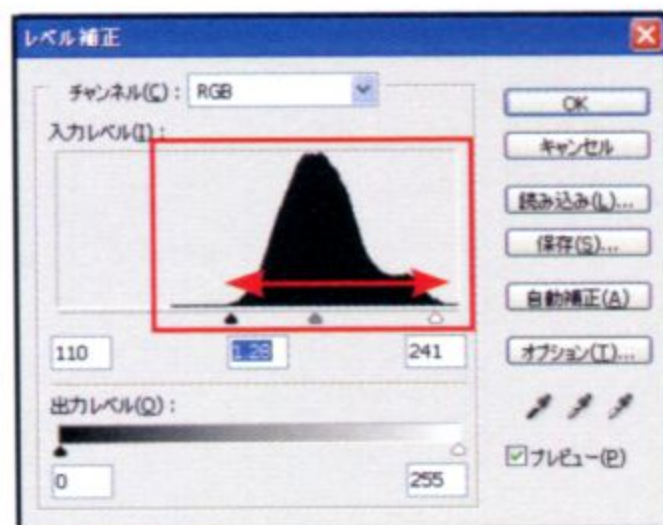 レベル補正
チャンネル(C): RGB
入力レベル(I):
110 1.28 241
出力レベル(O):
0 255
OK
キャンセル
読み込み(L)...
保存(S)...
自動補正(A)
オプション(T)...
プレビュー(P)